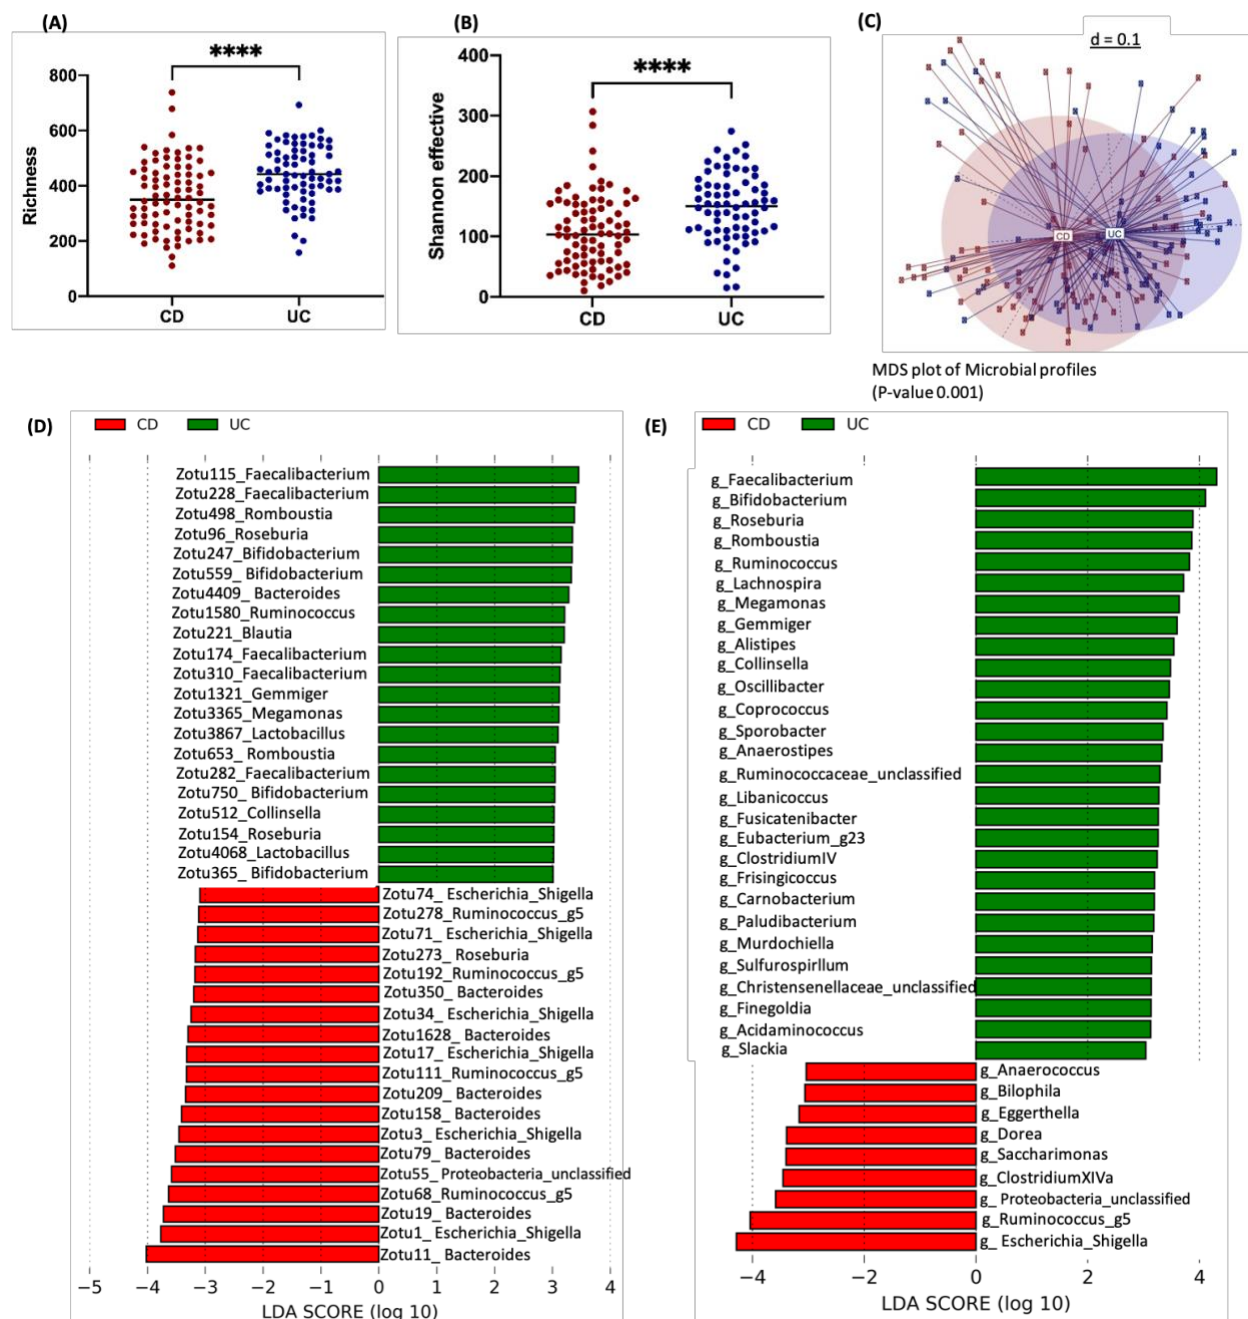 (A)
****
800
600
400
200
0
Richness
CD
UC
(B)
****
400
300
200
100
0
Shannon effective
CD
UC
(C)
d = 0.1
CD
UC
MDS plot of Microbial profiles
(P-value 0.001)
(D)
CD
UC
Zotu115_Faecalibacterium
Zotu228_Faecalibacterium
Zotu498_Romboustia
Zotu96_Roseburia
Zotu247_Bifidobacterium
Zotu559_ Bifidobacterium
Zotu4409_ Bacteroides
Zotu1580_Ruminococcus
Zotu221_Blautia
Zotu174_Faecalibacterium
Zotu310_Faecalibacterium
Zotu1321_Gemmiger
Zotu3365_Megamonas
Zotu3867_Lactobacillus
Zotu653_ Romboustia
Zotu282_Faecalibacterium
Zotu750_ Bifidobacterium
Zotu512_Collinsella
Zotu154_Roseburia
Zotu4068_Lactobacillus
Zotu365_ Bifidobacterium
Zotu74_ Escherichia_Shigella
Zotu278_Ruminococcus_g5
Zotu71_ Escherichia_Shigella
Zotu273_ Roseburia
Zotu192_Ruminococcus_g5
Zotu350_ Bacteroides
Zotu34_ Escherichia_Shigella
Zotu1628_ Bacteroides
Zotu17_ Escherichia_Shigella
Zotu111_Ruminococcus_g5
Zotu209_ Bacteroides
Zotu158_ Bacteroides
Zotu3_ Escherichia_Shigella
Zotu79_ Bacteroides
Zotu55_ Proteobacteria_unclassified
Zotu68_Ruminococcus_g5
Zotu19_ Bacteroides
Zotu1_ Escherichia_Shigella
Zotu11_ Bacteroides
−5 −4 −3 −2 −1 0 1 2 3 4
LDA SCORE (log 10)
(E)
CD
UC
g_Faecalibacterium
g_Bifidobacterium
g_Roseburia
g_Romboustia
g_Ruminococcus
g_Lachnospira
g_Megamonas
g_Gemmiger
g_Alistipes
g_Collinsella
g_Oscillibacter
g_Coprococcus
g_Sporobacter
g_Anaerostipes
g_Ruminococcaceae_unclassified
g_Libanicoccus
g_Fusicatenibacter
g_Eubacterium_g23
g_ClostridiumIV
g_Frisingicoccus
g_Carnobacterium
g_Paludibacterium
g_Murdochiella
g_Sulfurospirllum
g_Christensenellaceae_unclassified
g_Finegoldia
g_Acidaminococcus
g_Slackia
g_Anaerococcus
g_Bilophila
g_Eggerthella
g_Dorea
g_Saccharimonas
g_ClostridiumXIVa
g_ Proteobacteria_unclassified
g_Ruminococcus_g5
g_ Escherichia_Shigella
−4 −2 0 2 4
LDA SCORE (log 10)